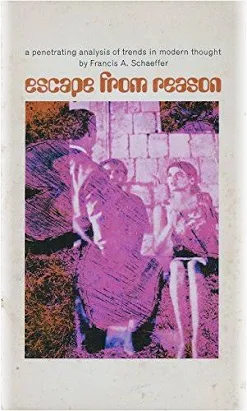 a penetrating analysis of trends in modern thought
by Francis A. Schaeffer
escape from reason